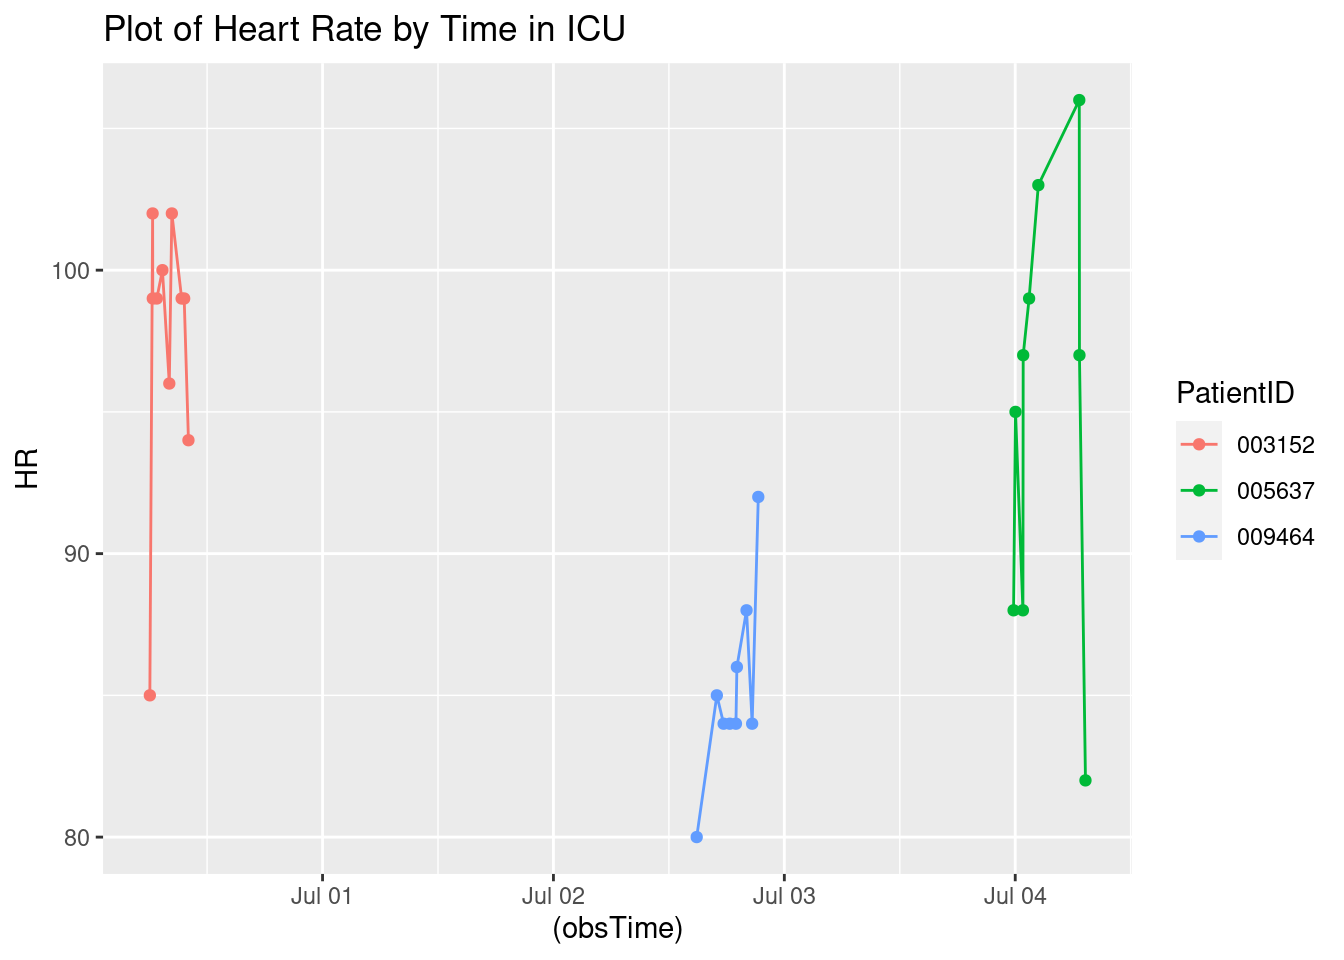 Plot of Heart Rate by Time in ICU
HR
100
90
80
Jul 01 Jul 02 Jul 03 Jul 04
(obsTime)
PatientID
003152
005637
009464